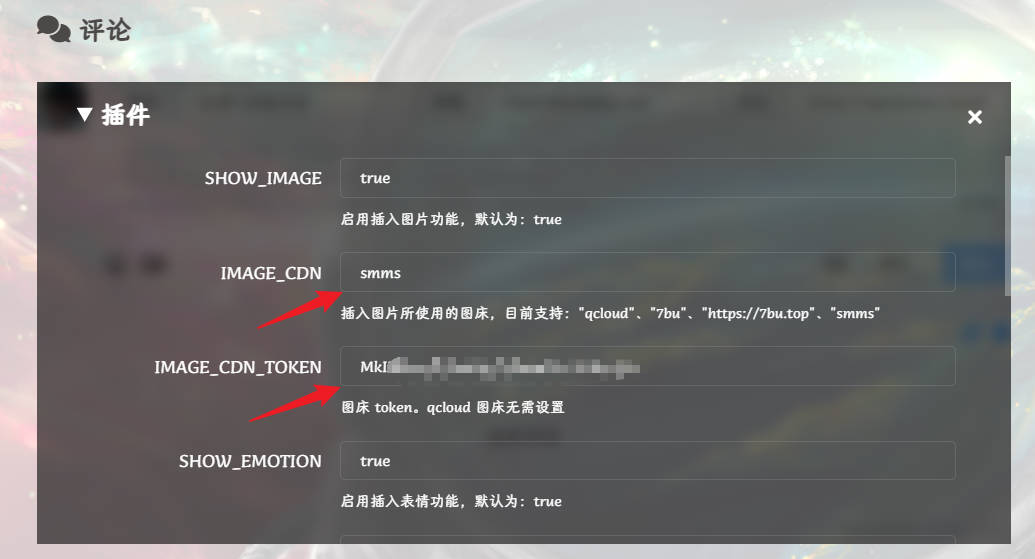 评论
插件
SHOW_IMAGE
true
启用插入图片功能，默认为：true
IMAGE_CDN
smms
插入图片所使用的图床，目前支持："qcloud"、"7bu"、"https://7bu.top"、"smms"
IMAGE_CDN_TOKEN
图床 token。qcloud 图床无需设置
SHOW_EMOTION
true
启用插入表情功能，默认为：true